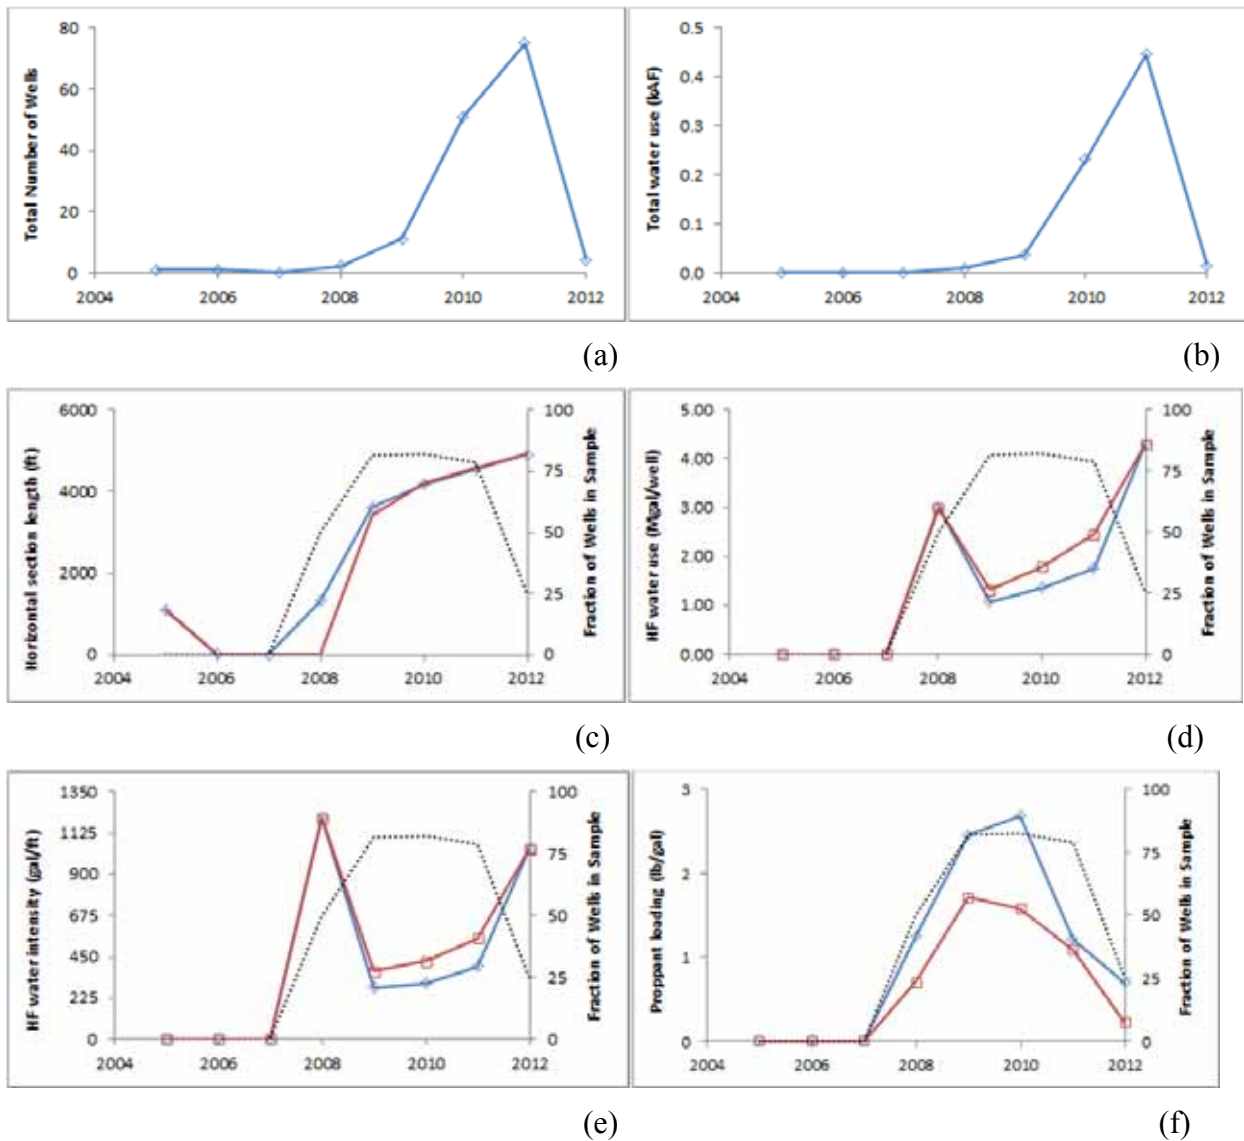 Total Number of Wells
80
60
40
20
0
2004 2006 2008 2010 2012
(a)
Total water use (kAF)
0.5
0.4
0.3
0.2
0.1
0.0
2004 2006 2008 2010 2012
(b)
Horizontal section length (ft)
6000
4000
2000
0
2004 2006 2008 2010 2012
100
75
50
25
0
Fraction of Wells in Sample
(c)
HF water use (Mgal/well)
5.00
4.00
3.00
2.00
1.00
0.00
2004 2006 2008 2010 2012
100
75
50
25
0
Fraction of Wells in Sample
(d)
HF water intensity (gal/ft)
1350
1125
900
675
450
225
0
2004 2006 2008 2010 2012
100
75
50
25
0
Fraction of Wells in Sample
(e)
Proppant loading (lb/gal)
3
2
1
0
2004 2006 2008 2010 2012
100
75
50
25
0
Fraction of Wells in Sample
(f)